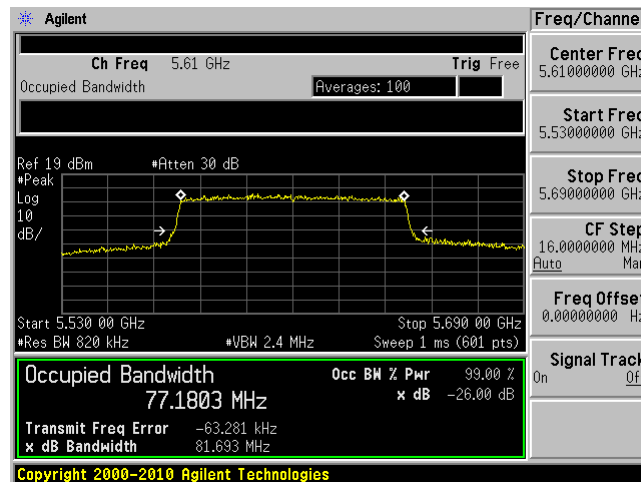 Agilent
Freq/Channe
Ch Freq 5.61 GHz Trig Free
Occupied Bandwidth Averages: 100
Center Freq
5.61000000 GHz
Start Freq
5.53000000 GHz
Stop Freq
5.69000000 GHz
CF Step
16.0000000 MHz
Auto Man
Freq Offset
0.00000000 Hz
Signal Track
On Off
Ref 19 dBm #Atten 30 dB
#Peak
Log
10
dB/
Start 5.530 00 GHz Stop 5.690 00 GHz
#Res BW 820 kHz #VBW 2.4 MHz Sweep 1 ms (601 pts)
Occupied Bandwidth Occ BW % Pwr 99.00 %
77.1803 MHz x dB -26.00 dB
Transmit Freq Error -63.281 kHz
x dB Bandwidth 81.693 MHz
Copyright 2000-2010 Agilent Technologies